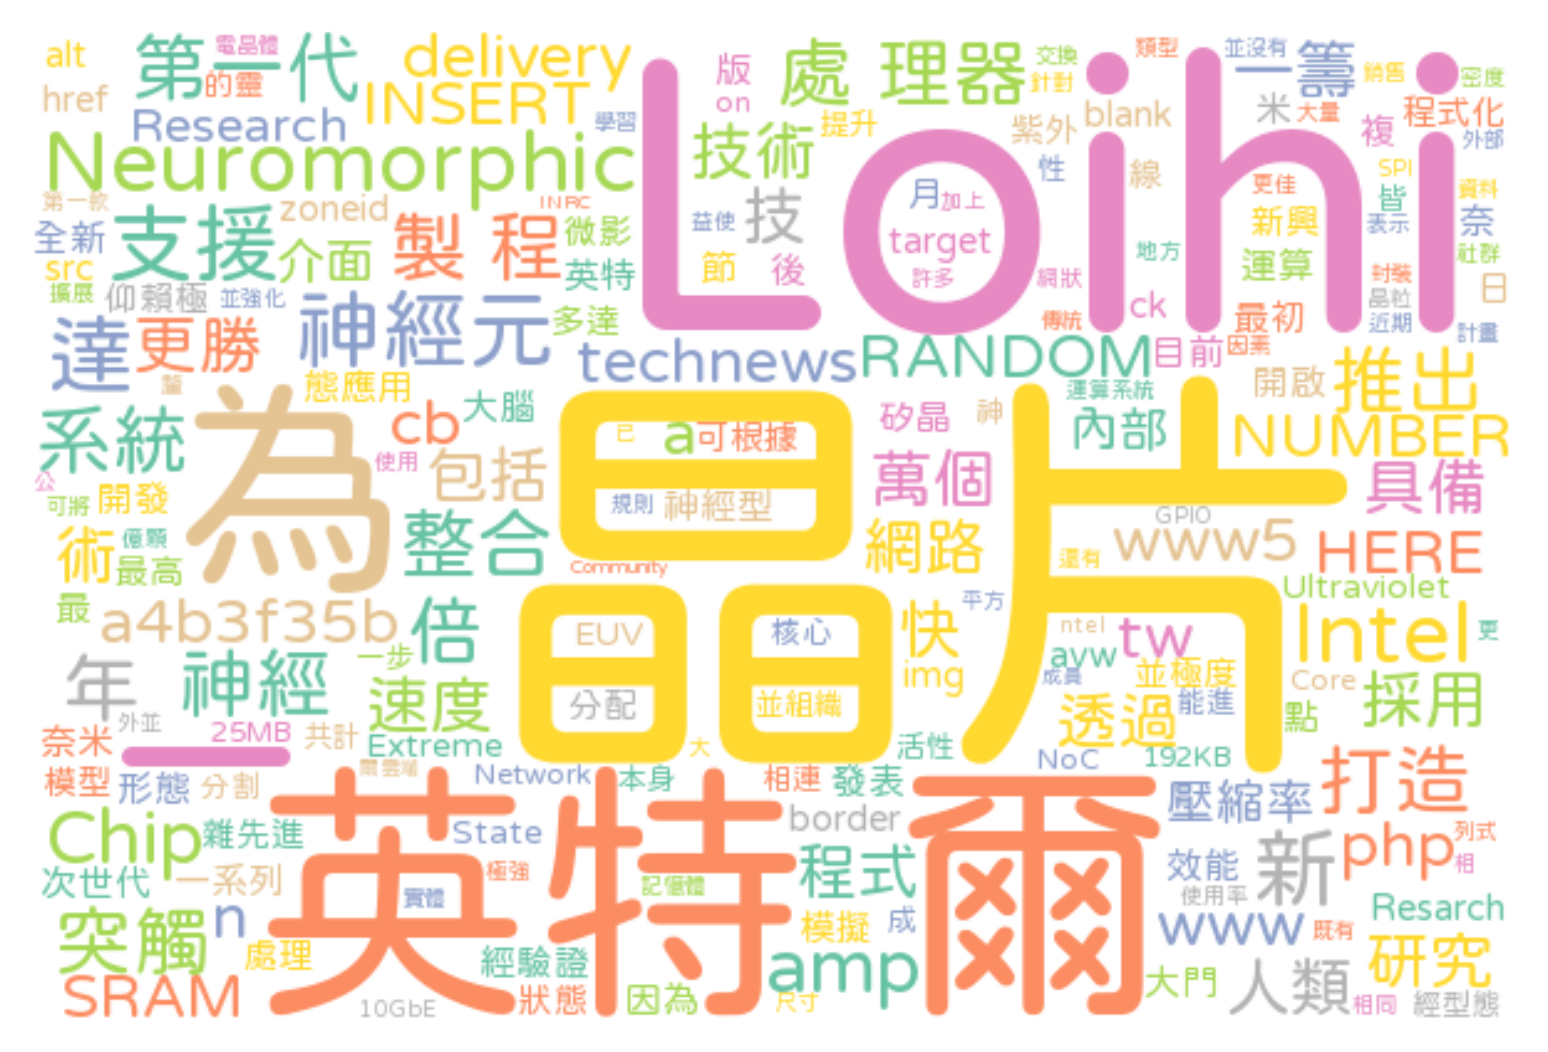 alt
第一代
電晶體
的靈
delivery
href
INSERT
Research
學習
Neuromorphic
Loihi
版
on
處 理器
交換
針對
類型
並沒有
一籌
銷售
密度
米
大量
程式化
複
外部
紫外
blank
提升
技術
性
線
SPI
資料
皆
更佳
新興
表示
奈
月
加上
target
許多
第一款
zoneid
INRC
全新
支援
介面
製 程
微影
英特
益使
技
節
後
src
擴展
仰賴極
並強化
神經元
多達
網狀
傳統
地方
ck
運算
最初
社群
封裝
晶粒
近期
日
計畫
達
更勝
technews
RANDOM
目前
因素
態應用
大腦
運算系統
開啟
推出
系統
為
cb
使用
包括
晶片
已
a
可根據
規則
神經型
矽晶
神
內部
NUMBER
萬個
具備
公
可將
開發
GPIO
www5
HERE
術
億顆
最高
整合
Community
網路
還有
Ultraviolet
最
a4b3f35b
倍
EUV
核心
快
平方
ntel
tw
Intel
更
年
神經
一步
速度
分配
並組織
img
avw
成員
並極度
能進
透過
Core
點
採用
外並
奈米
一
25MB
共計
Extreme
大
活性
NoC
192KB
模型
形態
分割
Network
本身
相連
發表
壓縮率
打造
Chip
雜先進
State
英特爾
border
程式
新
php
列式
相
次世代
一系列
極強
實體
記憶體
效能
使用率
Resarch
突觸
n
處理
經驗證
模擬
成
www
既有
研究
SRAM
10GbE
狀態
因為
amp
尺寸
大門
人類
相同
經型態